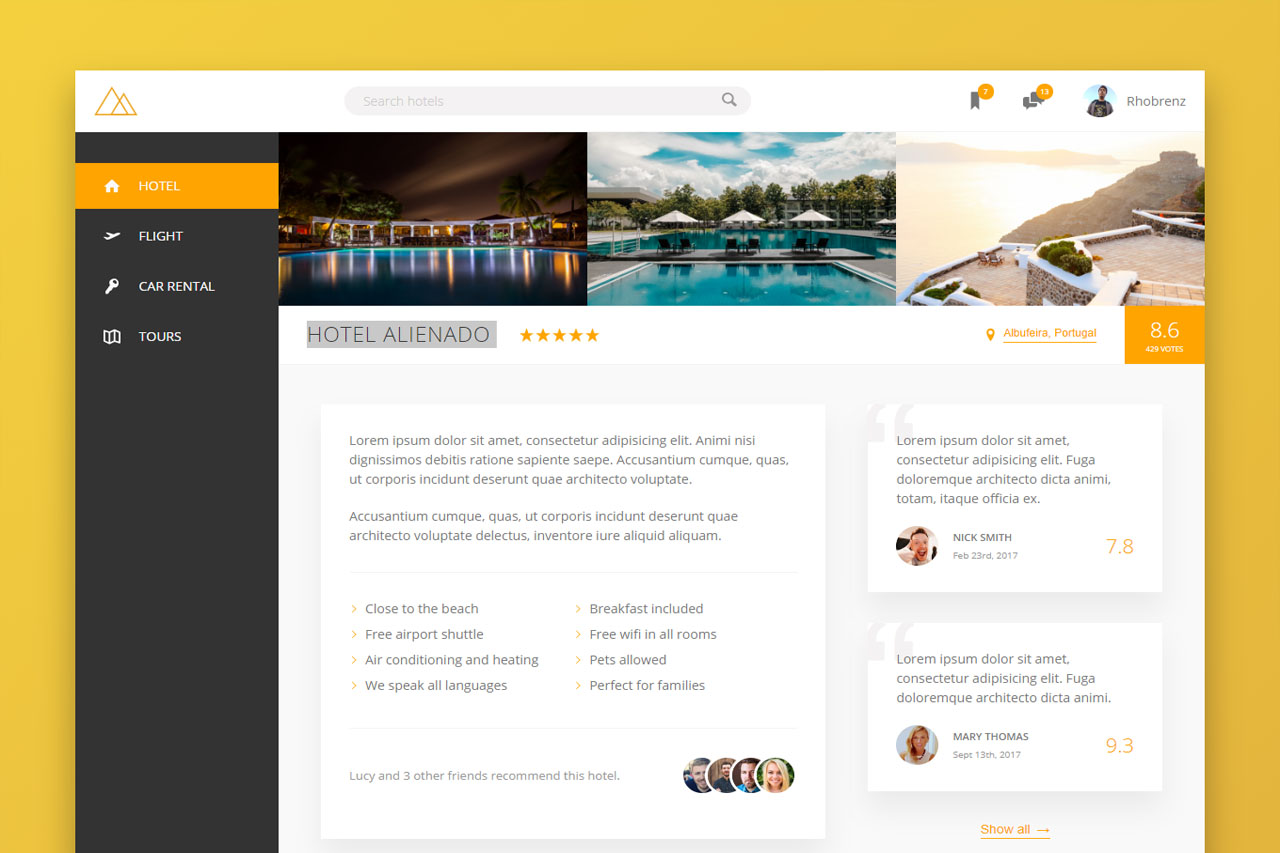 Search hotels
7
13
Rhobrenz
HOTEL
FLIGHT
CAR RENTAL
TOURS
HOTEL ALIENADO
Albufeira, Portugal
8.6
429 VOTES
Lorem ipsum dolor sit amet, consectetur adipisicing elit. Animi nisi
dignissimos debitis ratione sapiente saepe. Accusantium cumque, quas,
ut corporis incidunt deserunt quae architecto voluptate.
Accusantium cumque, quas, ut corporis incidunt deserunt quae
architecto voluptate delectus, inventore iure aliquid aliquam.
Close to the beach
Free airport shuttle
Air conditioning and heating
We speak all languages
Breakfast included
Free wifi in all rooms
Pets allowed
Perfect for families
Lucy and 3 other friends recommend this hotel.
“
Lorem ipsum dolor sit amet,
consectetur adipisicing elit. Fuga
doloremque architecto dicta animi,
totam, itaque officia ex.
NICK SMITH
Feb 23rd, 2017
7.8
“
Lorem ipsum dolor sit amet,
consectetur adipisicing elit. Fuga
doloremque architecto dicta animi.
MARY THOMAS
Sept 13th, 2017
9.3
Show all →